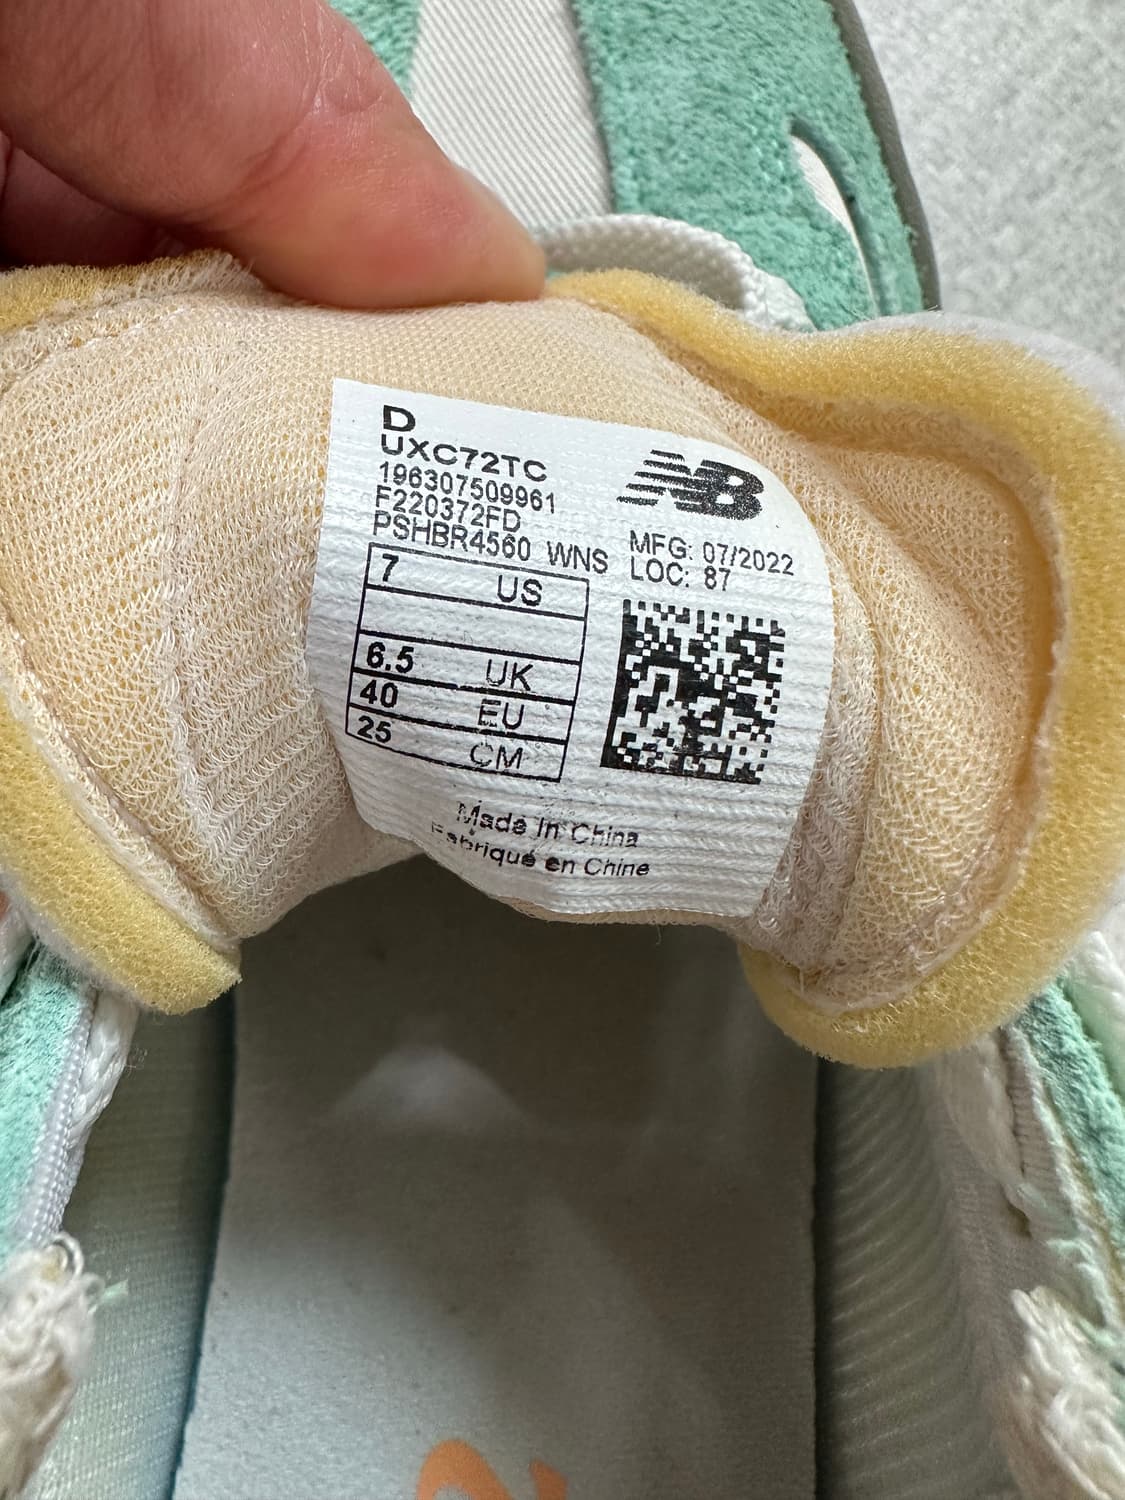 D
UXC72TC
196307509961
F220372FD
PSHBR4560 WNS
NB
MFG: 07/2022
LOC: 87
7 US
6.5 UK
40 EU
25 CM
Made In China
Fabriqué en Chine